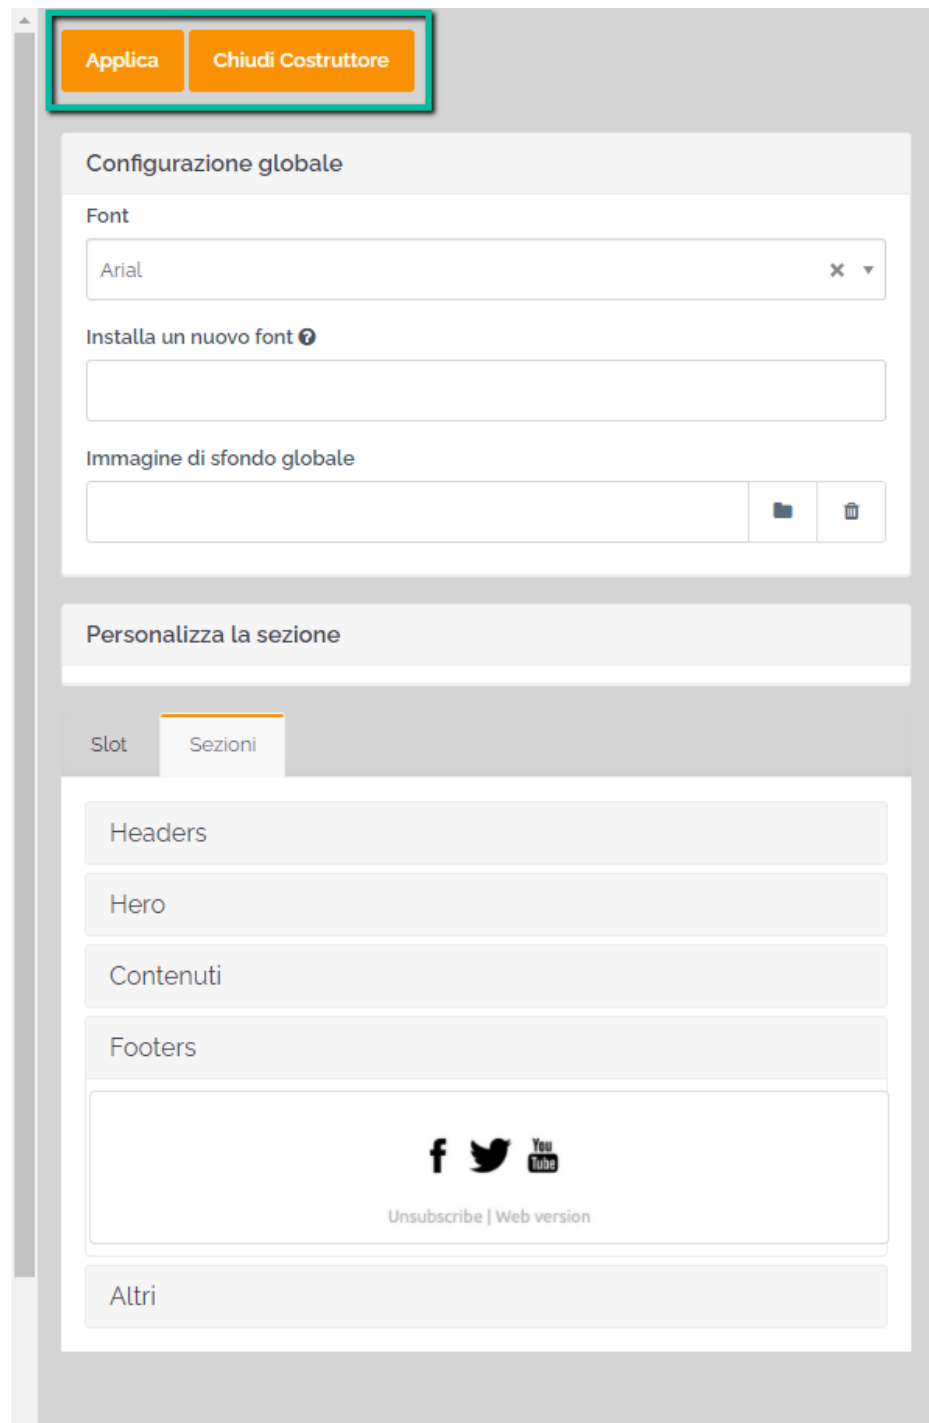 Applica
Chiudi Costruttore
Configurazione globale
Font
Arial
Installa un nuovo font
Immagine di sfondo globale
Personalizza la sezione
Slot
Sezioni
Headers
Hero
Contenuti
Footers
You
Tube
Unsubscribe | Web version
Altri